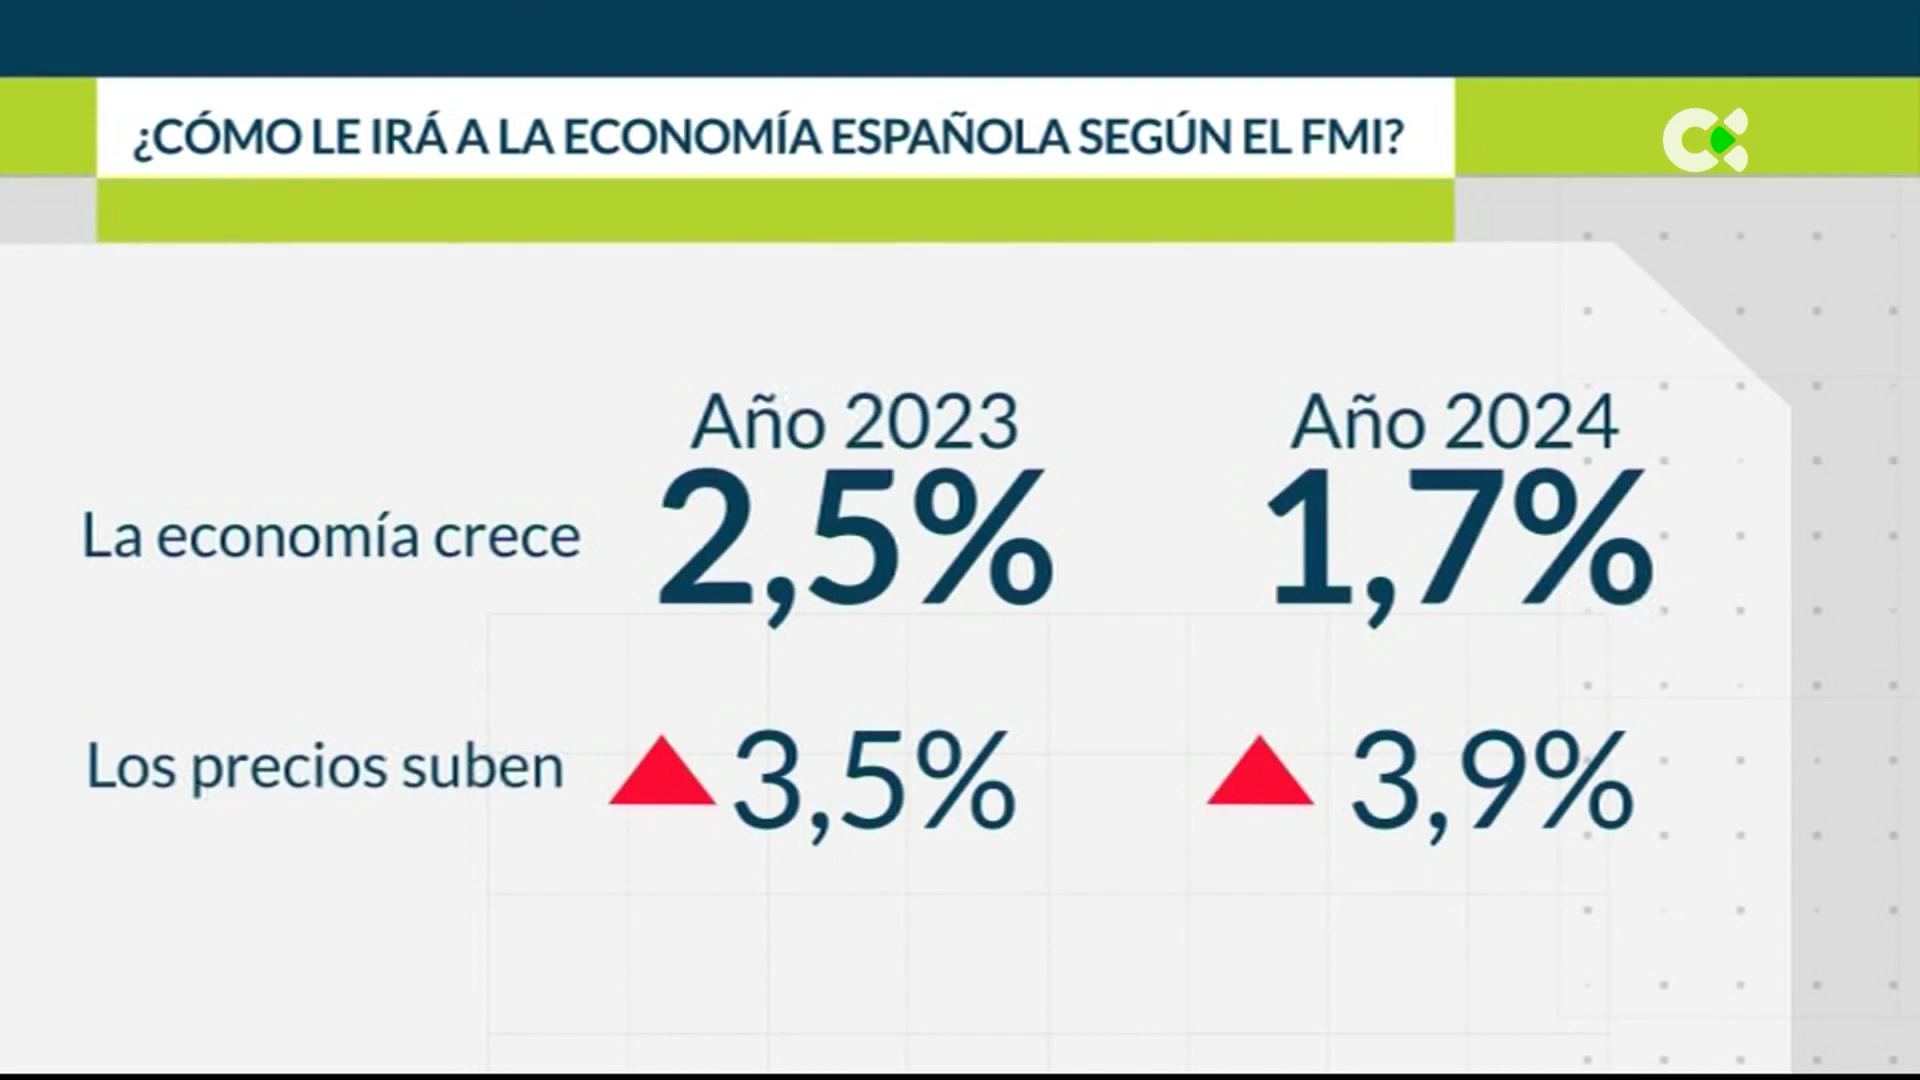 ¿CÓMO LE IRÁ A LA ECONOMÍA ESPAÑOLA SEGÚN EL FMI?
Año 2023 Año 2024
La economía crece 2,5% 1,7%
Los precios suben 3,5% 3,9%